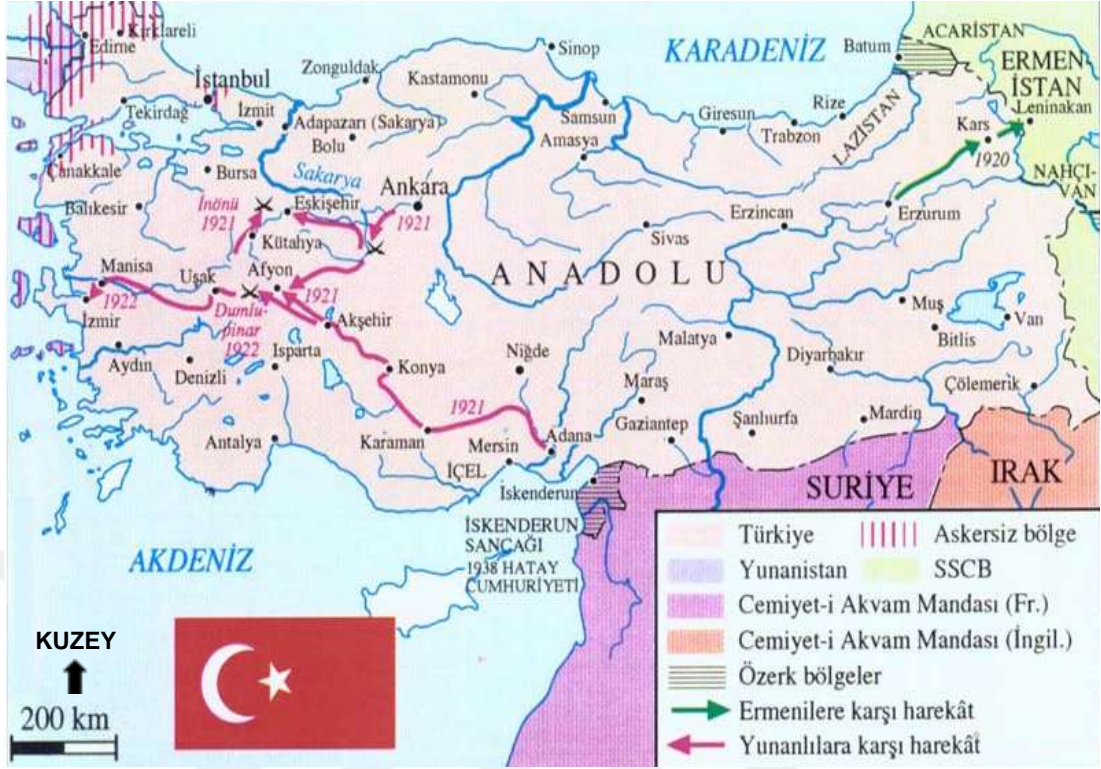 Kırklareli
Edirne
İstanbul
Tekirdağ
İzmit
Zonguldak
Kastamonu
Sinop
KARADENİZ
Batum
ACARİSTAN
ERMEN
İSTAN
Leninakan
Adapazarı (Sakarya)
Bolu
Samsun
Amasya
Giresun
Trabzon
Rize
LAZİSTAN
Kars
1920
NAHÇI-
VAN
Çanakkale
Bursa
Sakarya
Ankara
Balıkesir
İnönü
1921
Eskişehir
1921
Kütahya
Sivas
Erzincan
Erzurum
ANADOLU
Manisa
Uşak
Afyon
1921
1922
İzmir
Dumlu-
pinar
1922
Akşehir
Muş
Van
Bitlis
Malatya
Aydın
Denizli
Isparta
Konya
Niğde
Maraş
Diyarbakır
Çölemerik
1921
Gaziantep
Şanlıurfa
Mardin
Antalya
Karaman
Mersin
Adana
İÇEL
İskenderun
SURİYE
IRAK
İSKENDERUN
SANCAĞI
1938 HATAY
CUMHURİYETİ
AKDENİZ
KUZEY
200 km
Türkiye
Askersiz bölge
Yunanistan
SSCB
Cemiyet-i Akvam Mandası (Fr.)
Cemiyet-i Akvam Mandası (İngil.)
Özerk bölgeler
Ermenilere karşı harekât
Yunanlılara karşı harekât